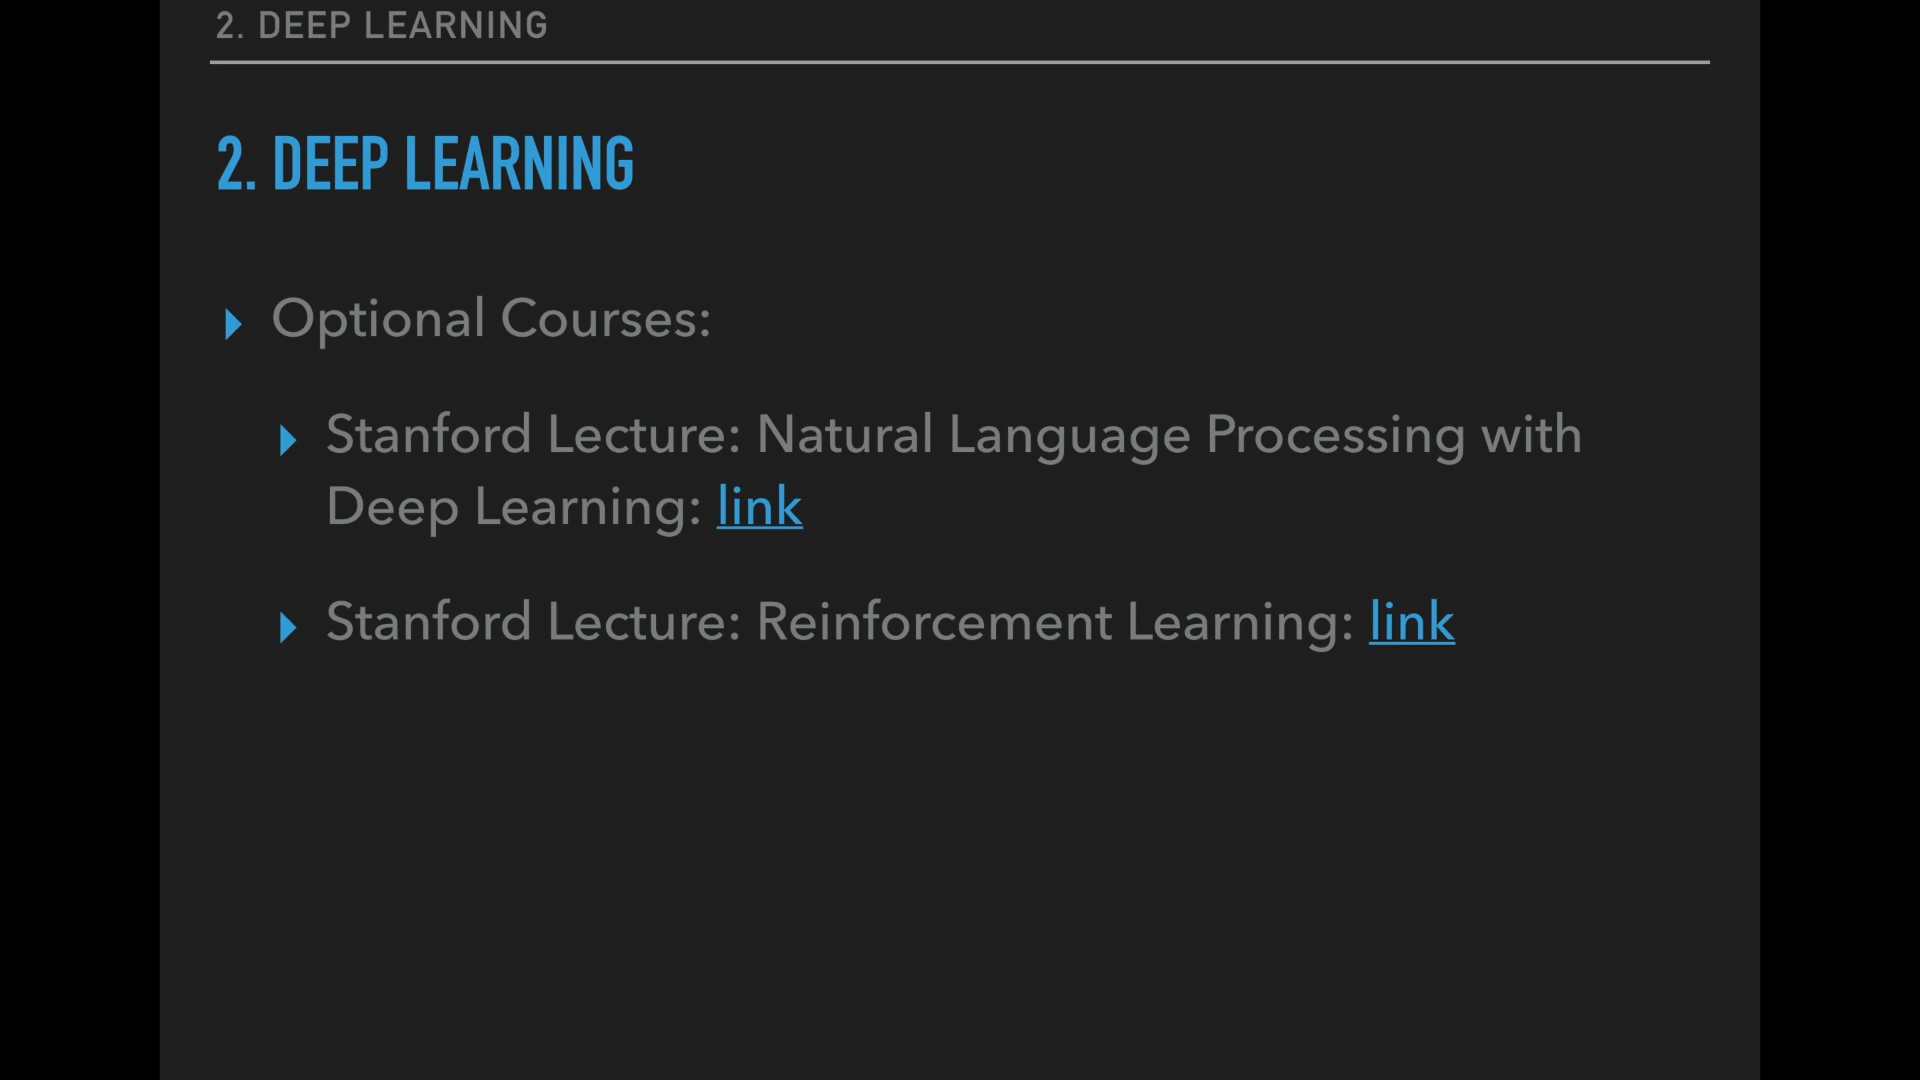 2. DEEP LEARNING
2. DEEP LEARNING
Optional Courses:
Stanford Lecture: Natural Language Processing with
Deep Learning: link
Stanford Lecture: Reinforcement Learning: link